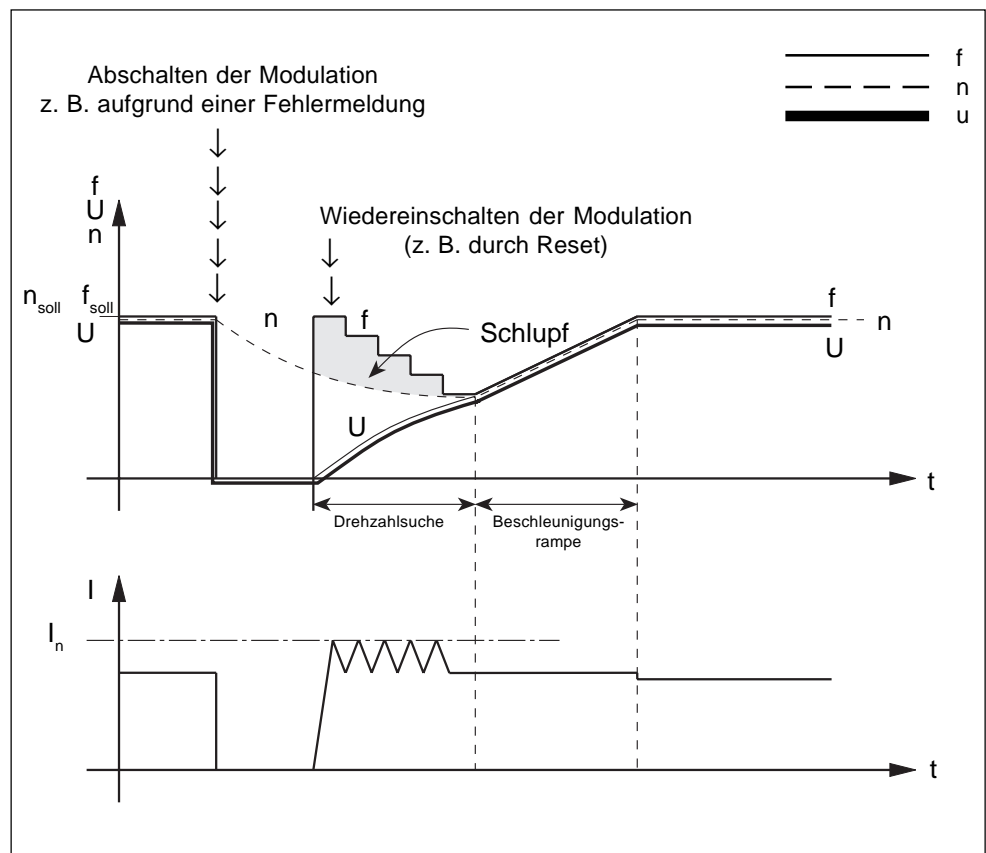 f
n
u
Abschalten der Modulation
z. B. aufgrund einer Fehlermeldung
f
U
n
Wiedereinschalten der Modulation
(z. B. durch Reset)
nsoll fsoll
U
n
f
Schlupf
f
n
U
U
t
Drehzahlsuche
Beschleunigungs-
rampe
I
In
t